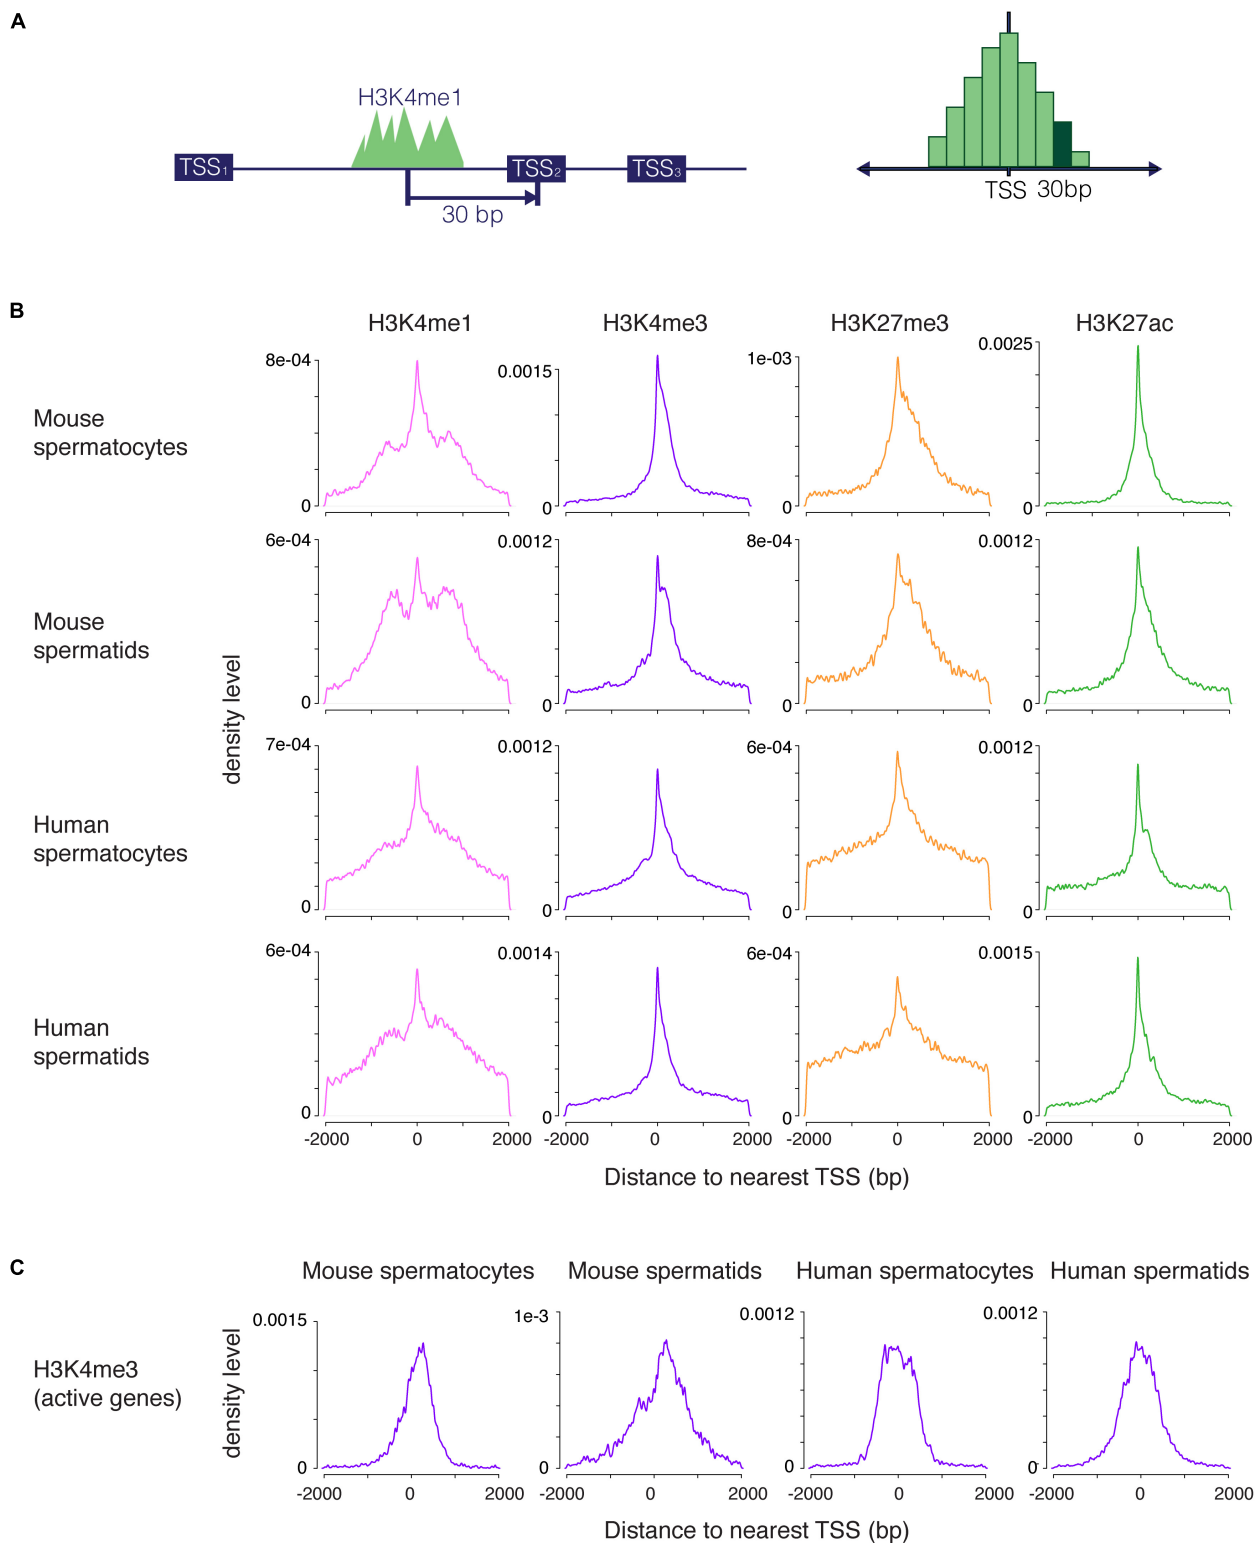 A
H3K4me1
TSS1
TSS2
TSS3
30 bp
TSS 30bp
B
H3K4me1 H3K4me3 H3K27me3 H3K27ac
Mouse
spermatocytes
8e-04
0
0.0015
0
1e-03
0
0.0025
0
Mouse
spermatids
6e-04
0
0.0012
0
8e-04
0
0.0012
0
density level
Human
spermatocytes
7e-04
0
0.0012
0
6e-04
0
0.0012
0
Human
spermatids
6e-04
0
0.0014
0
6e-04
0
0.0015
0
-2000 0 2000 -2000 0 2000 -2000 0 2000 -2000 0 2000
Distance to nearest TSS (bp)
C
Mouse spermatocytes Mouse spermatids Human spermatocytes Human spermatids
H3K4me3
(active genes)
density level
0.0015
0
1e-3
0
0.0012
0
0.0012
0
-2000 0 2000 -2000 0 2000 -2000 0 2000 -2000 0 2000
Distance to nearest TSS (bp)